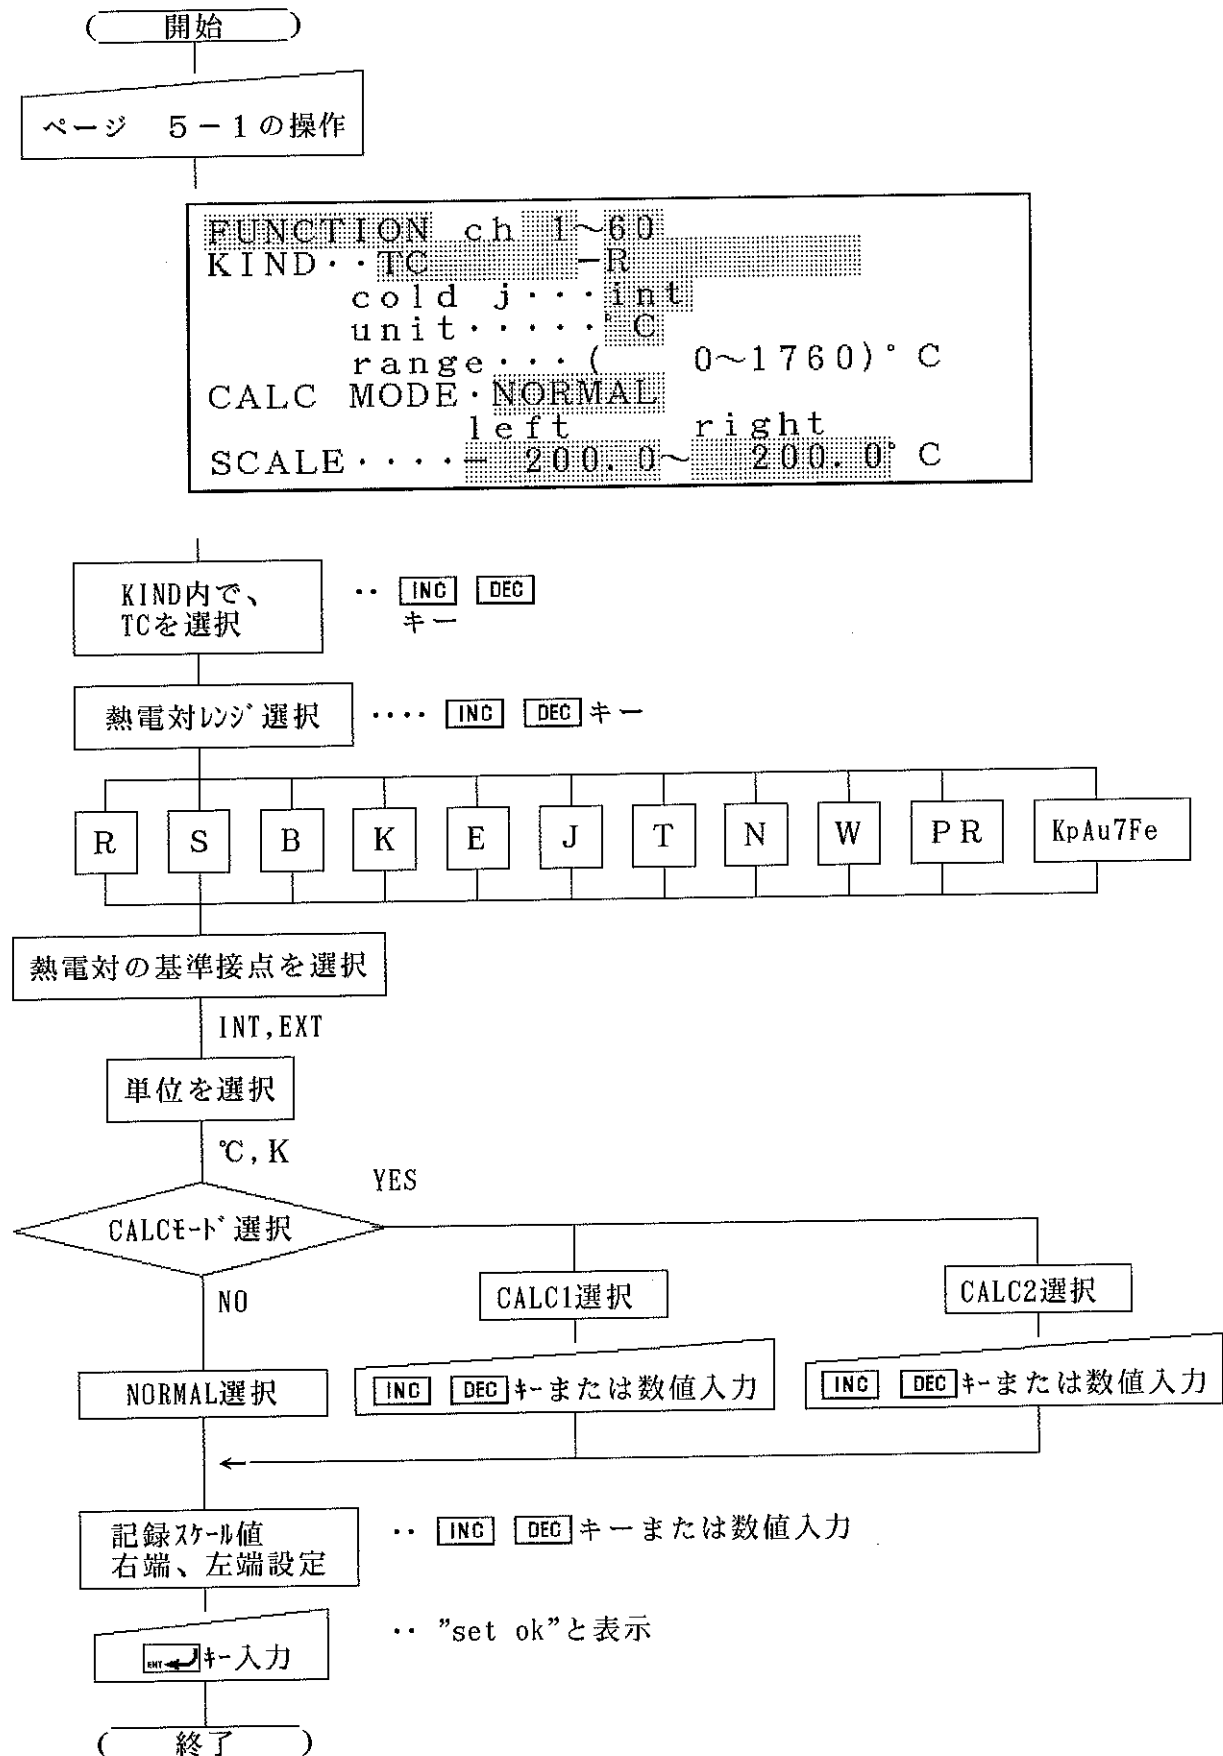 開始
ページ 5-1の操作
FUNCTION ch 1~60
KIND··TC -R
cold j···int
unit·····°C
range···( 0~1760)°C
CALC MODE·NORMAL
left right
SCALE····- 200.0~ 200.0°C
KIND内で、
TCを選択
·· INC DEC
キー
熱電対レンジ選択
···· INC DEC キー
R S B K E J T N W PR KpAu7Fe
熱電対の基準接点を選択
INT,EXT
単位を選択
℃,K
YES
CALCモード選択
NO
CALC1選択
CALC2選択
NORMAL選択
INC DEC キーまたは数値入力
INC DEC キーまたは数値入力
記録スケール値
右端、左端設定
·· INC DEC キーまたは数値入力
ENT キー入力
·· ”set ok”と表示
終了